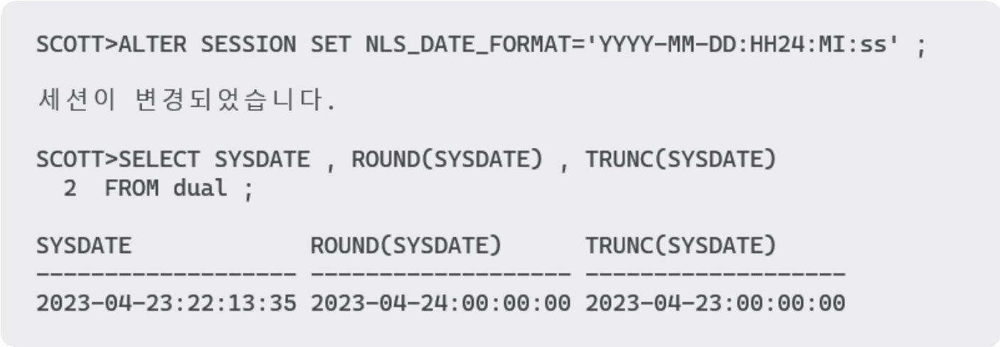 SCOTT>ALTER SESSION SET NLS_DATE_FORMAT='YYYY-MM-DD:HH24:MI:ss' ;
세션이 변경되었습니다.
SCOTT>SELECT SYSDATE , ROUND(SYSDATE) , TRUNC(SYSDATE)
  2  FROM dual ;
SYSDATE             ROUND(SYSDATE)      TRUNC(SYSDATE)
------------------- ------------------- -------------------
2023-04-23:22:13:35 2023-04-24:00:00:00 2023-04-23:00:00:00